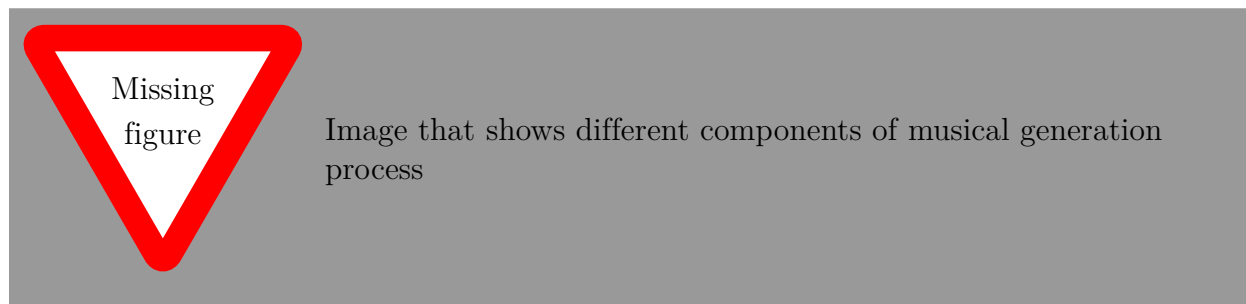 Missing
figure
Image that shows different components of musical generation
process